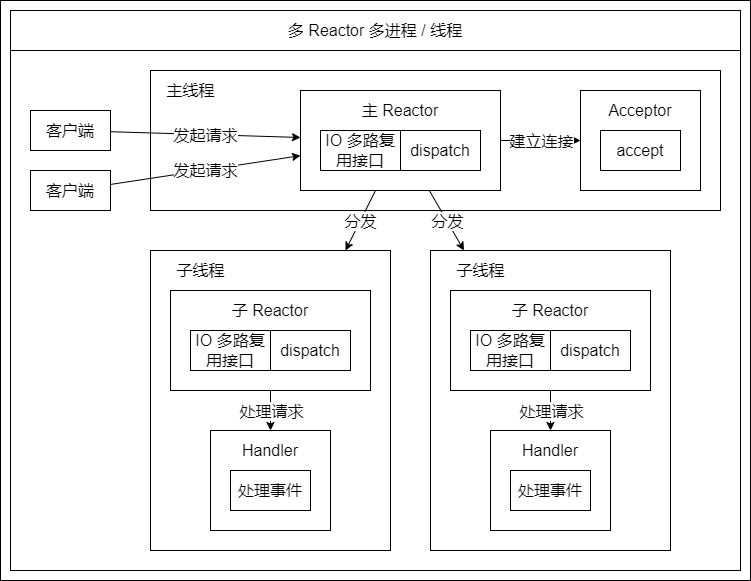 多 Reactor 多进程 / 线程
主线程
客户端
客户端
发起请求
发起请求
主 Reactor
IO 多路复
用接口
dispatch
建立连接
Acceptor
accept
分发
分发
子线程
子 Reactor
IO 多路复
用接口
dispatch
处理请求
Handler
处理事件
子线程
子 Reactor
IO 多路复
用接口
dispatch
处理请求
Handler
处理事件